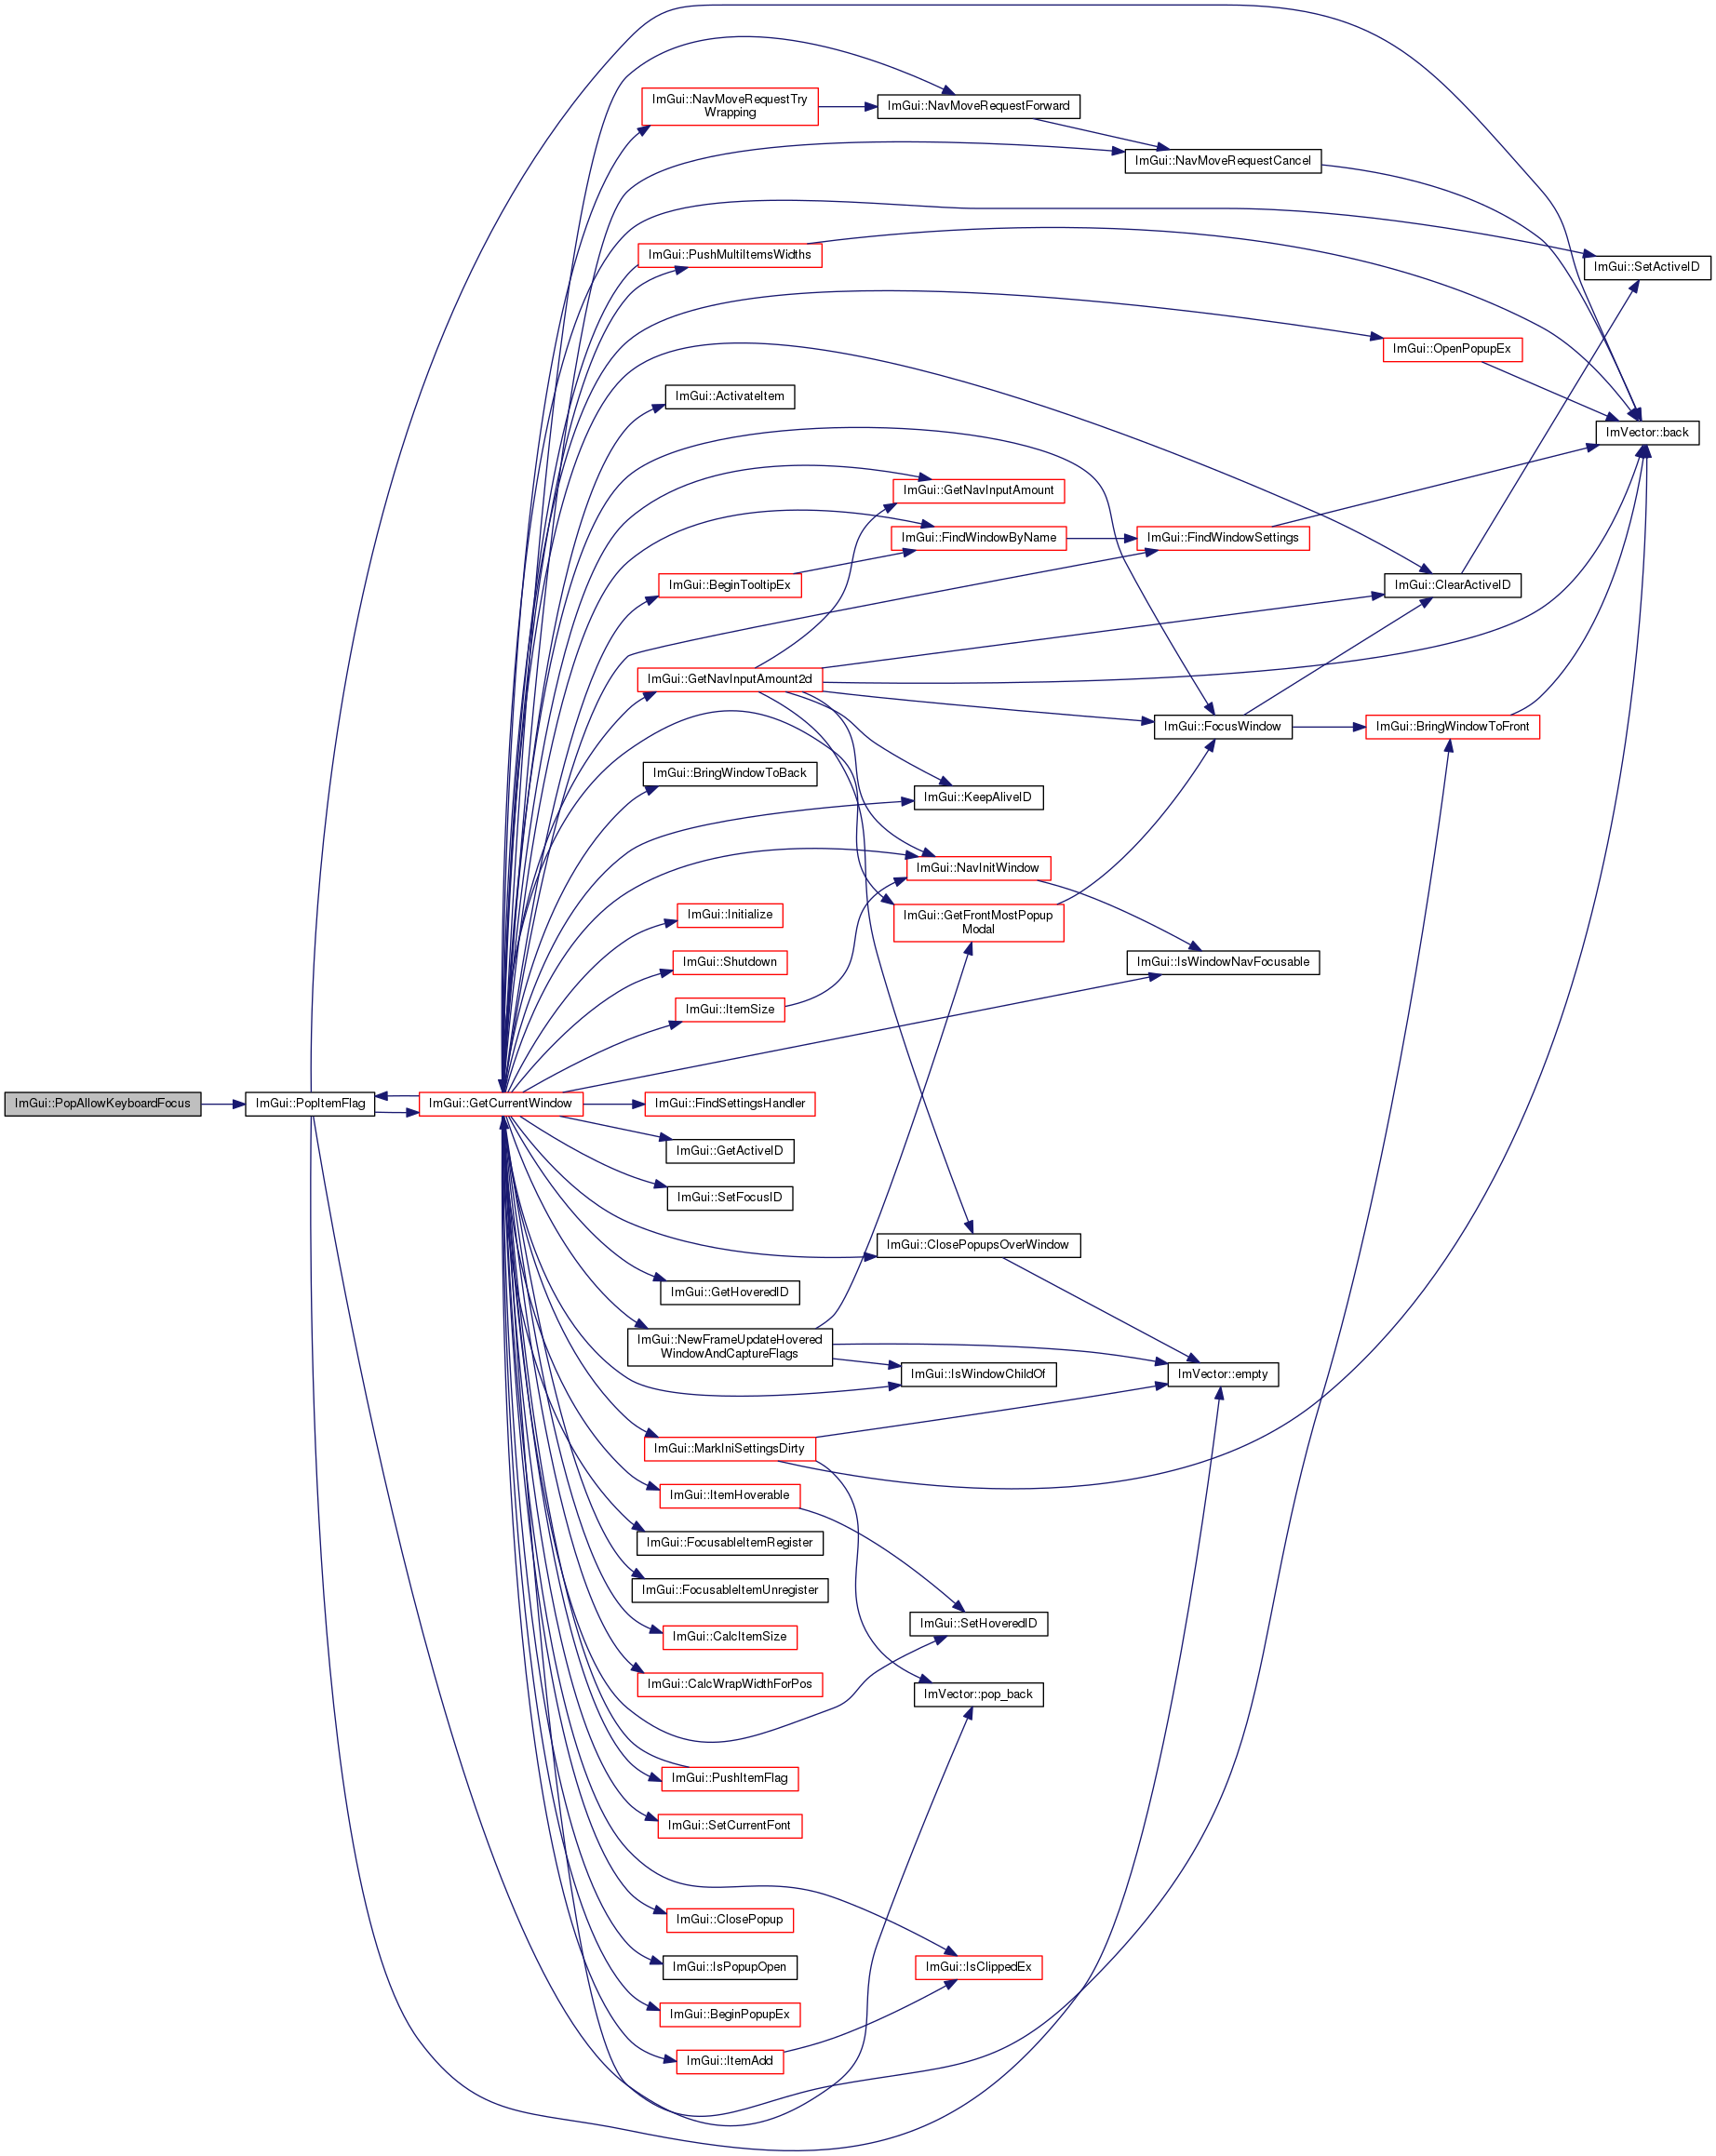 ImGui::NavMoveRequestTry
Wrapping
ImGui::NavMoveRequestForward
ImGui::NavMoveRequestCancel
ImGui::PushMultiItemsWidths
ImGui::SetActiveID
ImGui::OpenPopupEx
ImGui::ActivateItem
ImVector::back
ImGui::GetNavInputAmount
ImGui::FindWindowByName
ImGui::FindWindowSettings
ImGui::BeginTooltipEx
ImGui::ClearActiveID
ImGui::GetNavInputAmount2d
ImGui::FocusWindow
ImGui::BringWindowToFront
ImGui::BringWindowToBack
ImGui::KeepAliveID
ImGui::NavInitWindow
ImGui::Initialize
ImGui::GetFrontMostPopup
Modal
ImGui::Shutdown
ImGui::IsWindowNavFocusable
ImGui::ItemSize
ImGui::PopAllowKeyboardFocus
ImGui::PopItemFlag
ImGui::GetCurrentWindow
ImGui::FindSettingsHandler
ImGui::GetActiveID
ImGui::SetFocusID
ImGui::ClosePopupsOverWindow
ImGui::GetHoveredID
ImGui::NewFrameUpdateHovered
WindowAndCaptureFlags
ImGui::IsWindowChildOf
ImVector::empty
ImGui::MarkIniSettingsDirty
ImGui::ItemHoverable
ImGui::FocusableItemRegister
ImGui::FocusableItemUnregister
ImGui::SetHoveredID
ImGui::CalcItemSize
ImGui::CalcWrapWidthForPos
ImVector::pop_back
ImGui::PushItemFlag
ImGui::SetCurrentFont
ImGui::ClosePopup
ImGui::IsPopupOpen
ImGui::IsClippedEx
ImGui::BeginPopupEx
ImGui::ItemAdd